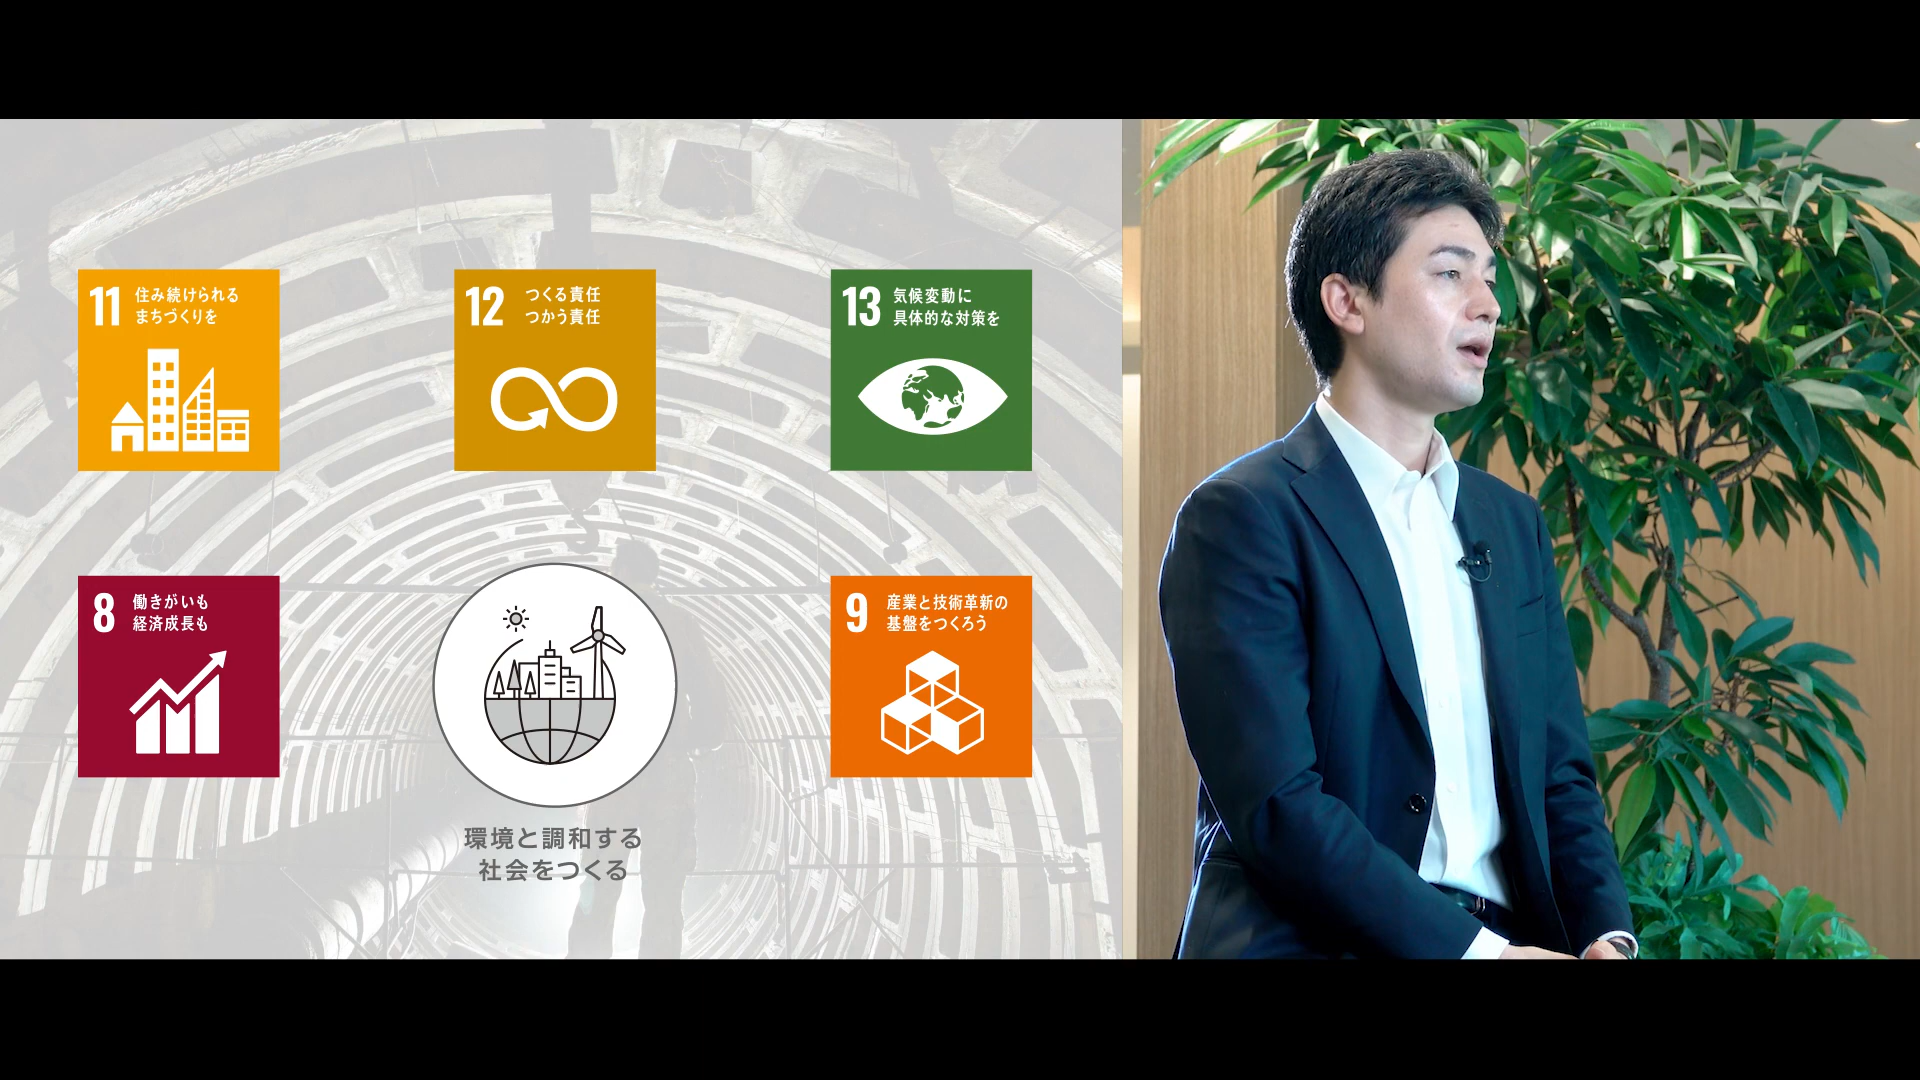 11
住み続けられる
まちづくりを
12
つくる責任
つかう責任
13
気候変動に
具体的な対策を
8
働きがいも
経済成長も
9
産業と技術革新の
基盤をつくろう
環境と調和する
社会をつくる